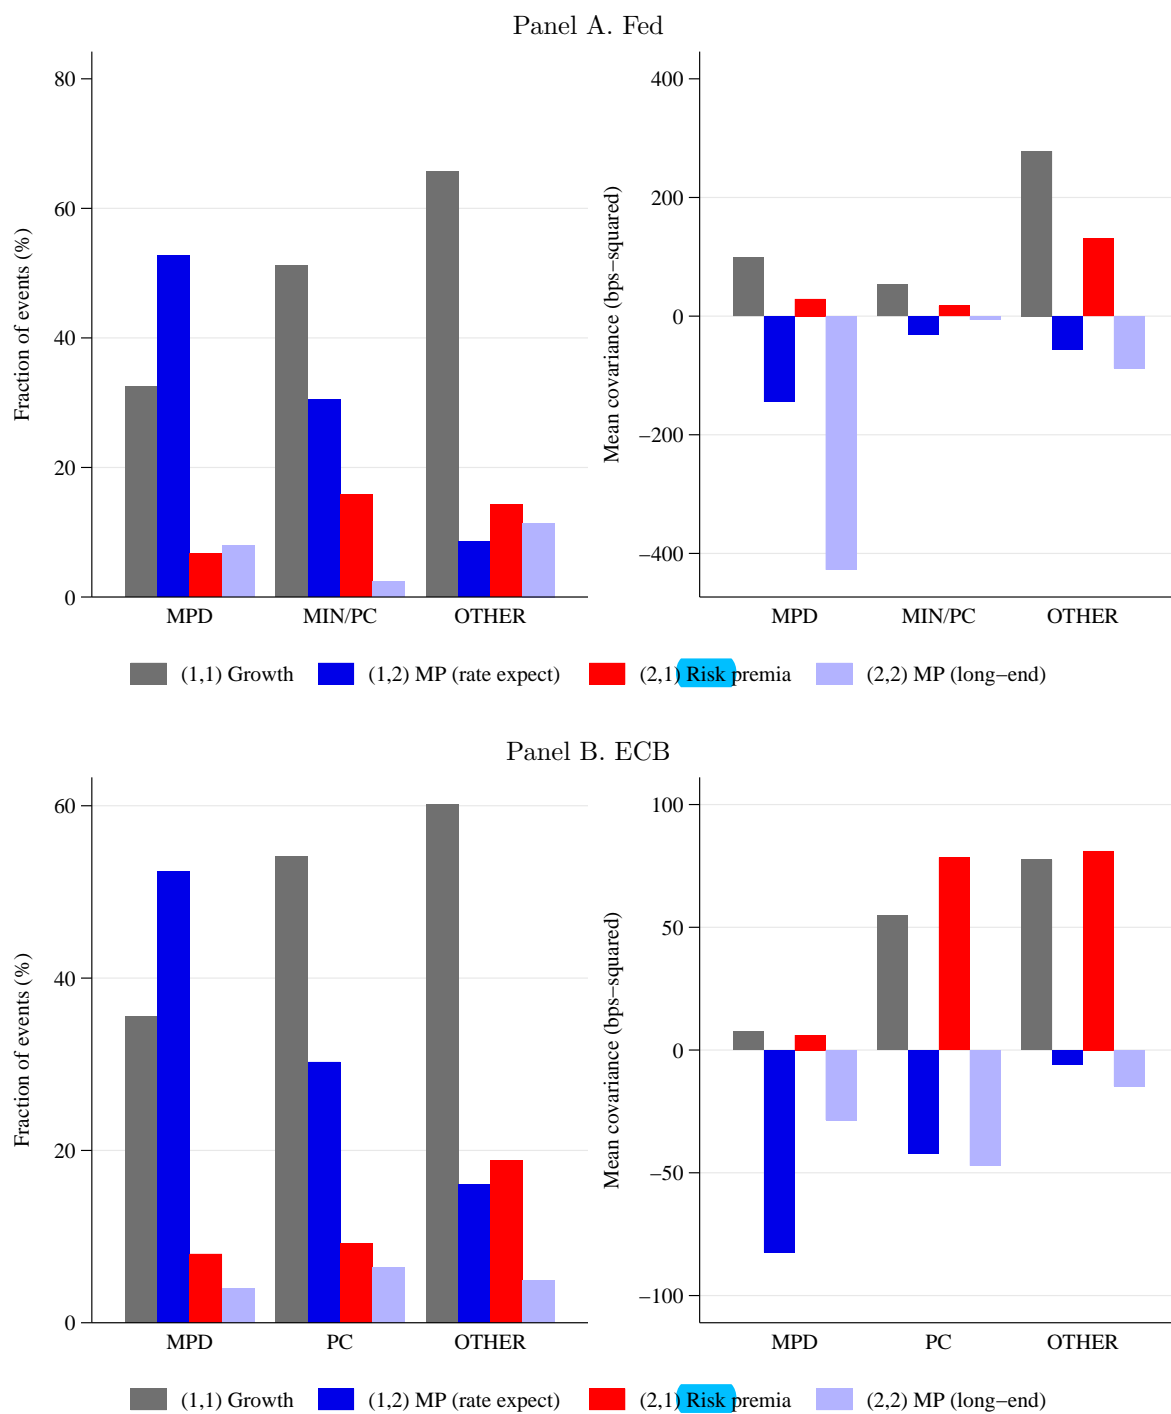 Panel A. Fed
Fraction of events (%)
80
60
40
20
0
MPD MIN/PC OTHER
Mean covariance (bps−squared)
400
200
0
−200
−400
MPD MIN/PC OTHER
(1,1) Growth (1,2) MP (rate expect) (2,1) Risk premia (2,2) MP (long−end)
Panel B. ECB
Fraction of events (%)
60
40
20
0
MPD PC OTHER
Mean covariance (bps−squared)
100
50
0
−50
−100
MPD PC OTHER
(1,1) Growth (1,2) MP (rate expect) (2,1) Risk premia (2,2) MP (long−end)